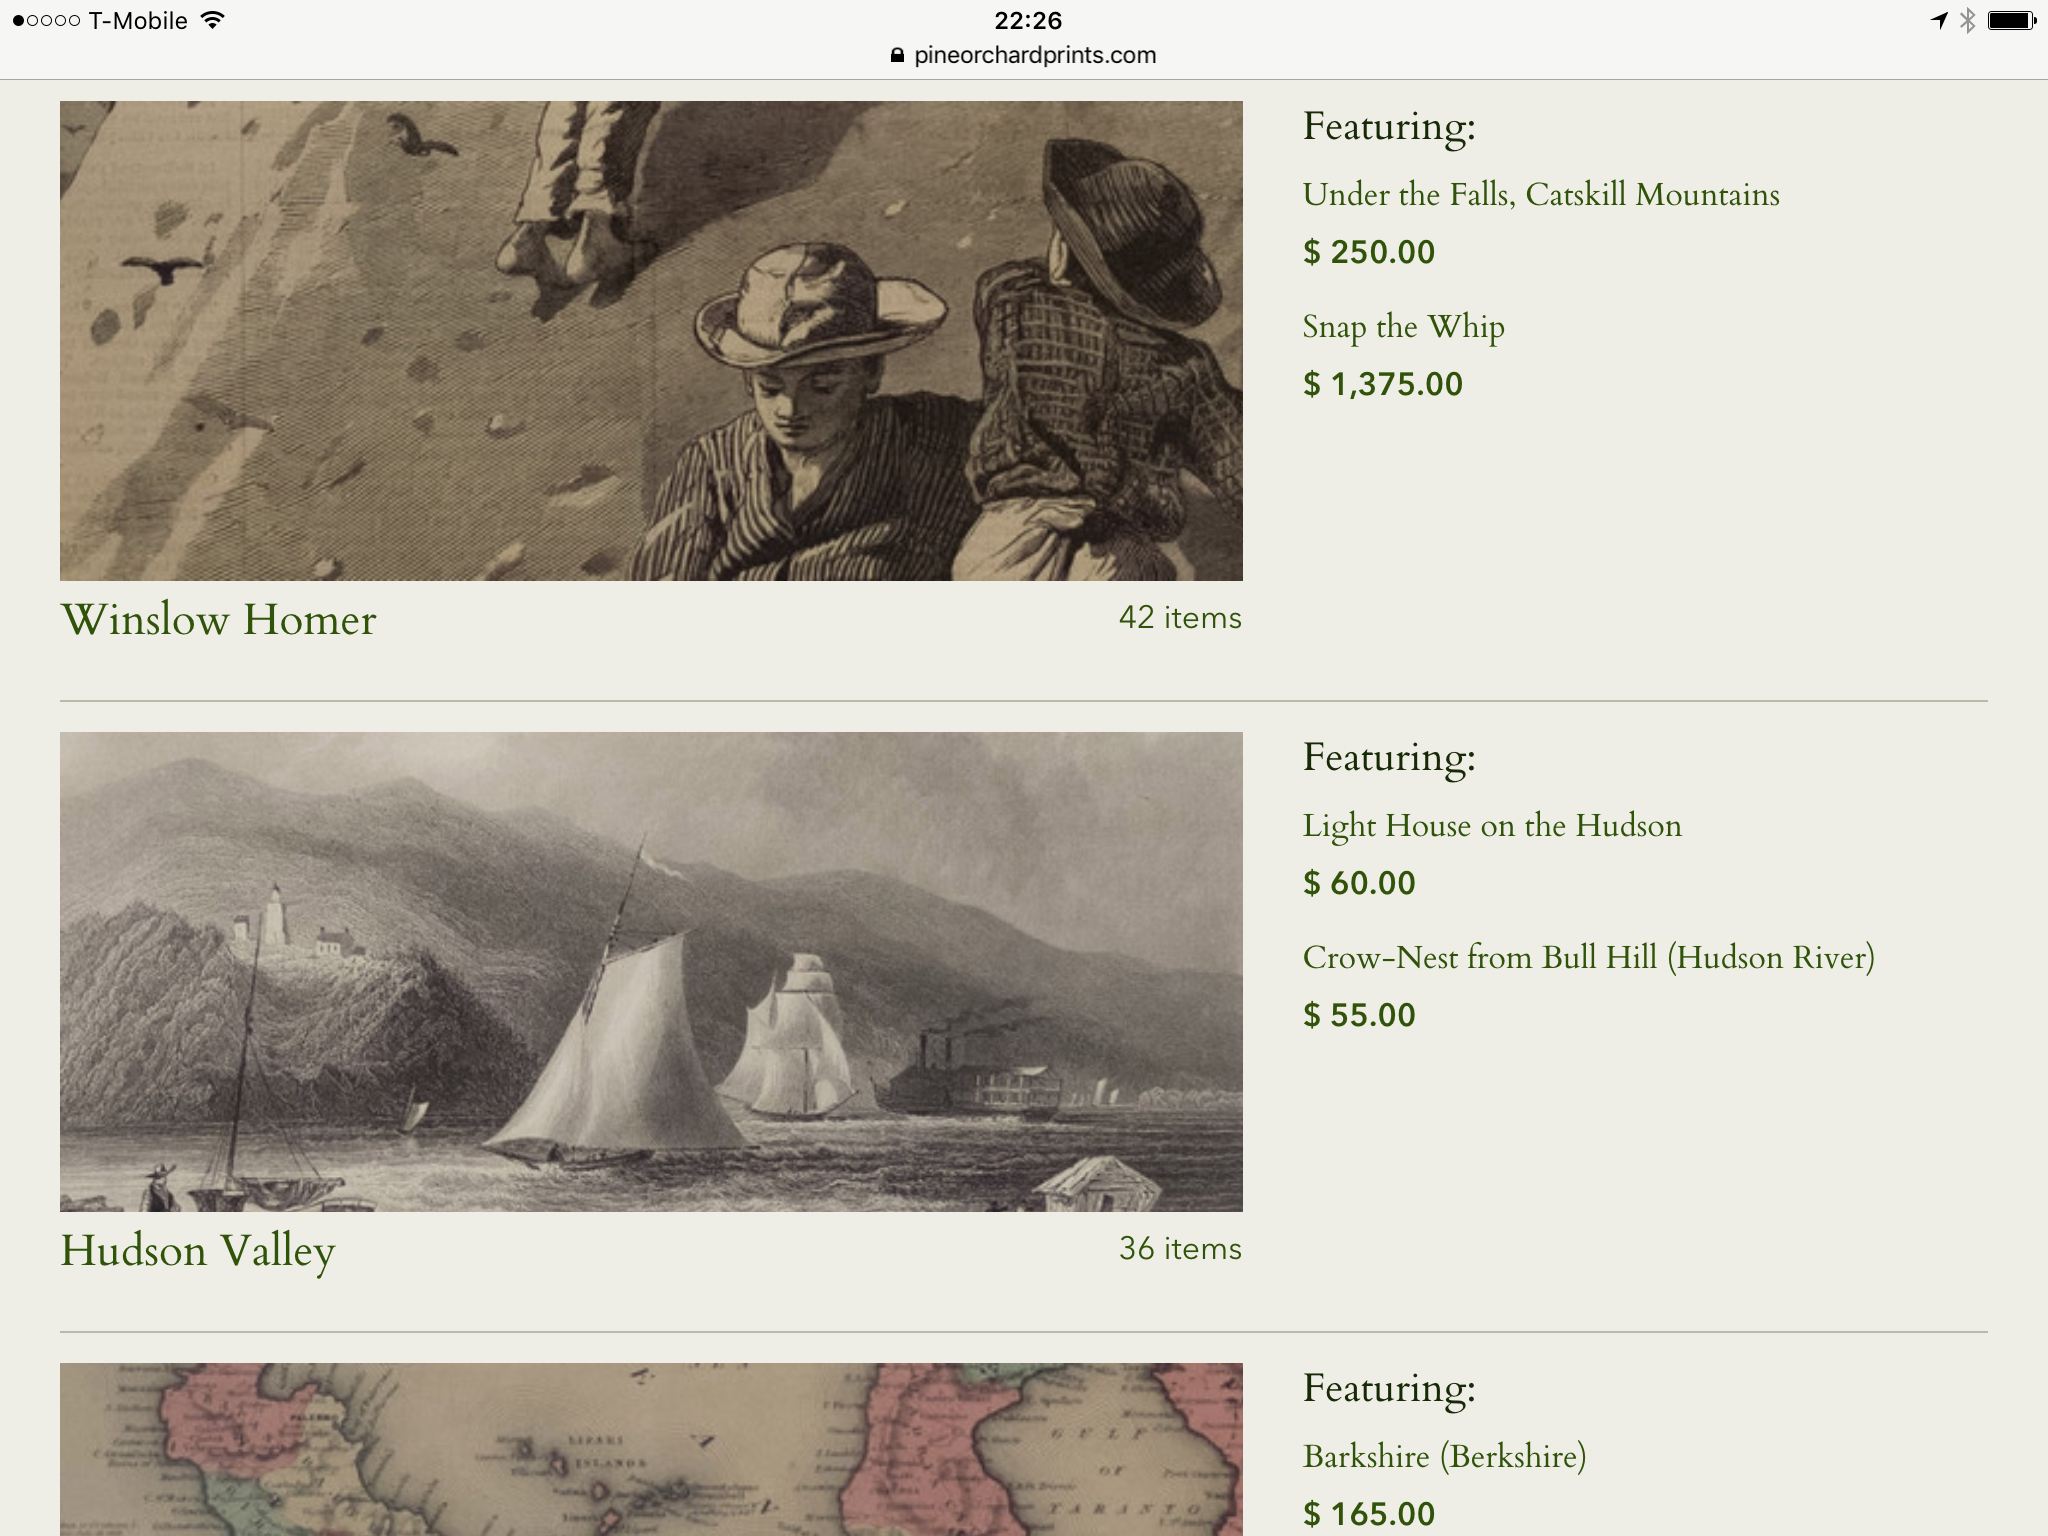 T-Mobile
22:26
pineorchardprints.com
Featuring:
Under the Falls, Catskill Mountains
$ 250.00
Snap the Whip
$ 1,375.00
Winslow Homer
42 items
Featuring:
Light House on the Hudson
$ 60.00
Crow-Nest from Bull Hill (Hudson River)
$ 55.00
Hudson Valley
36 items
Featuring:
Barkshire (Berkshire)
$ 165.00
PALERMO
LIPARI
ISLANDS
GULF
OF
TARANTO